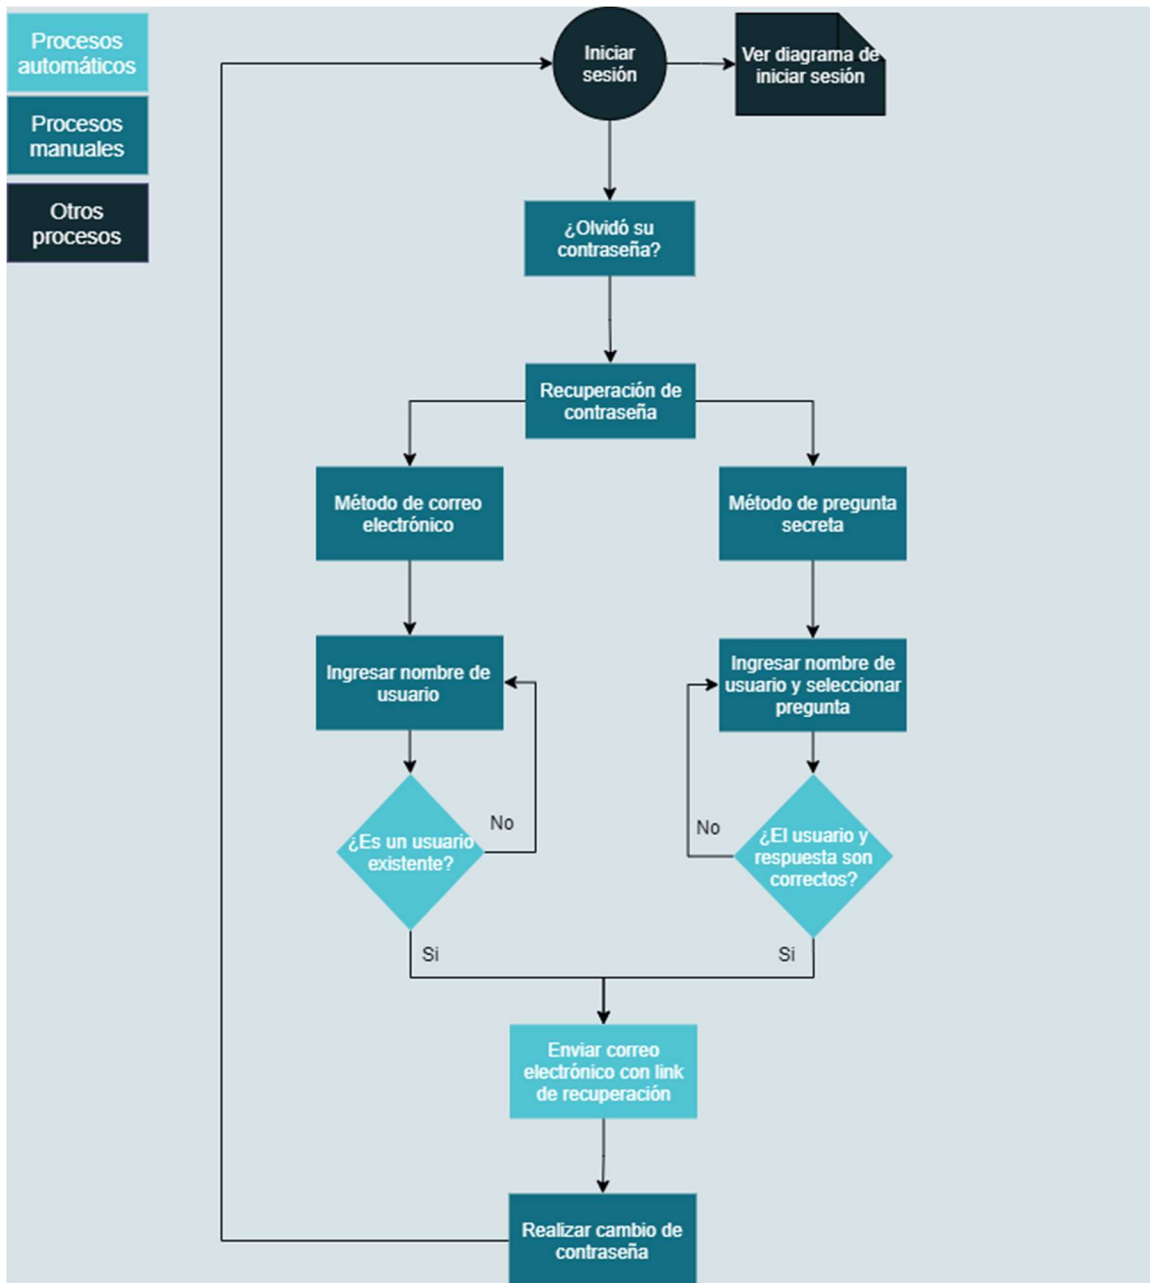 Procesos
automáticos
Procesos
manuales
Otros
procesos
Iniciar
sesión
Ver diagrama de
iniciar sesión
¿Olvidó su
contraseña?
Recuperación de
contraseña
Método de correo
electrónico
Método de pregunta
secreta
Ingresar nombre de
usuario
Ingresar nombre de
usuario y seleccionar
pregunta
¿Es un usuario
existente?
No
No
¿El usuario y
respuesta son
correctos?
Si
Si
Enviar correo
electrónico con link
de recuperación
Realizar cambio de
contraseña